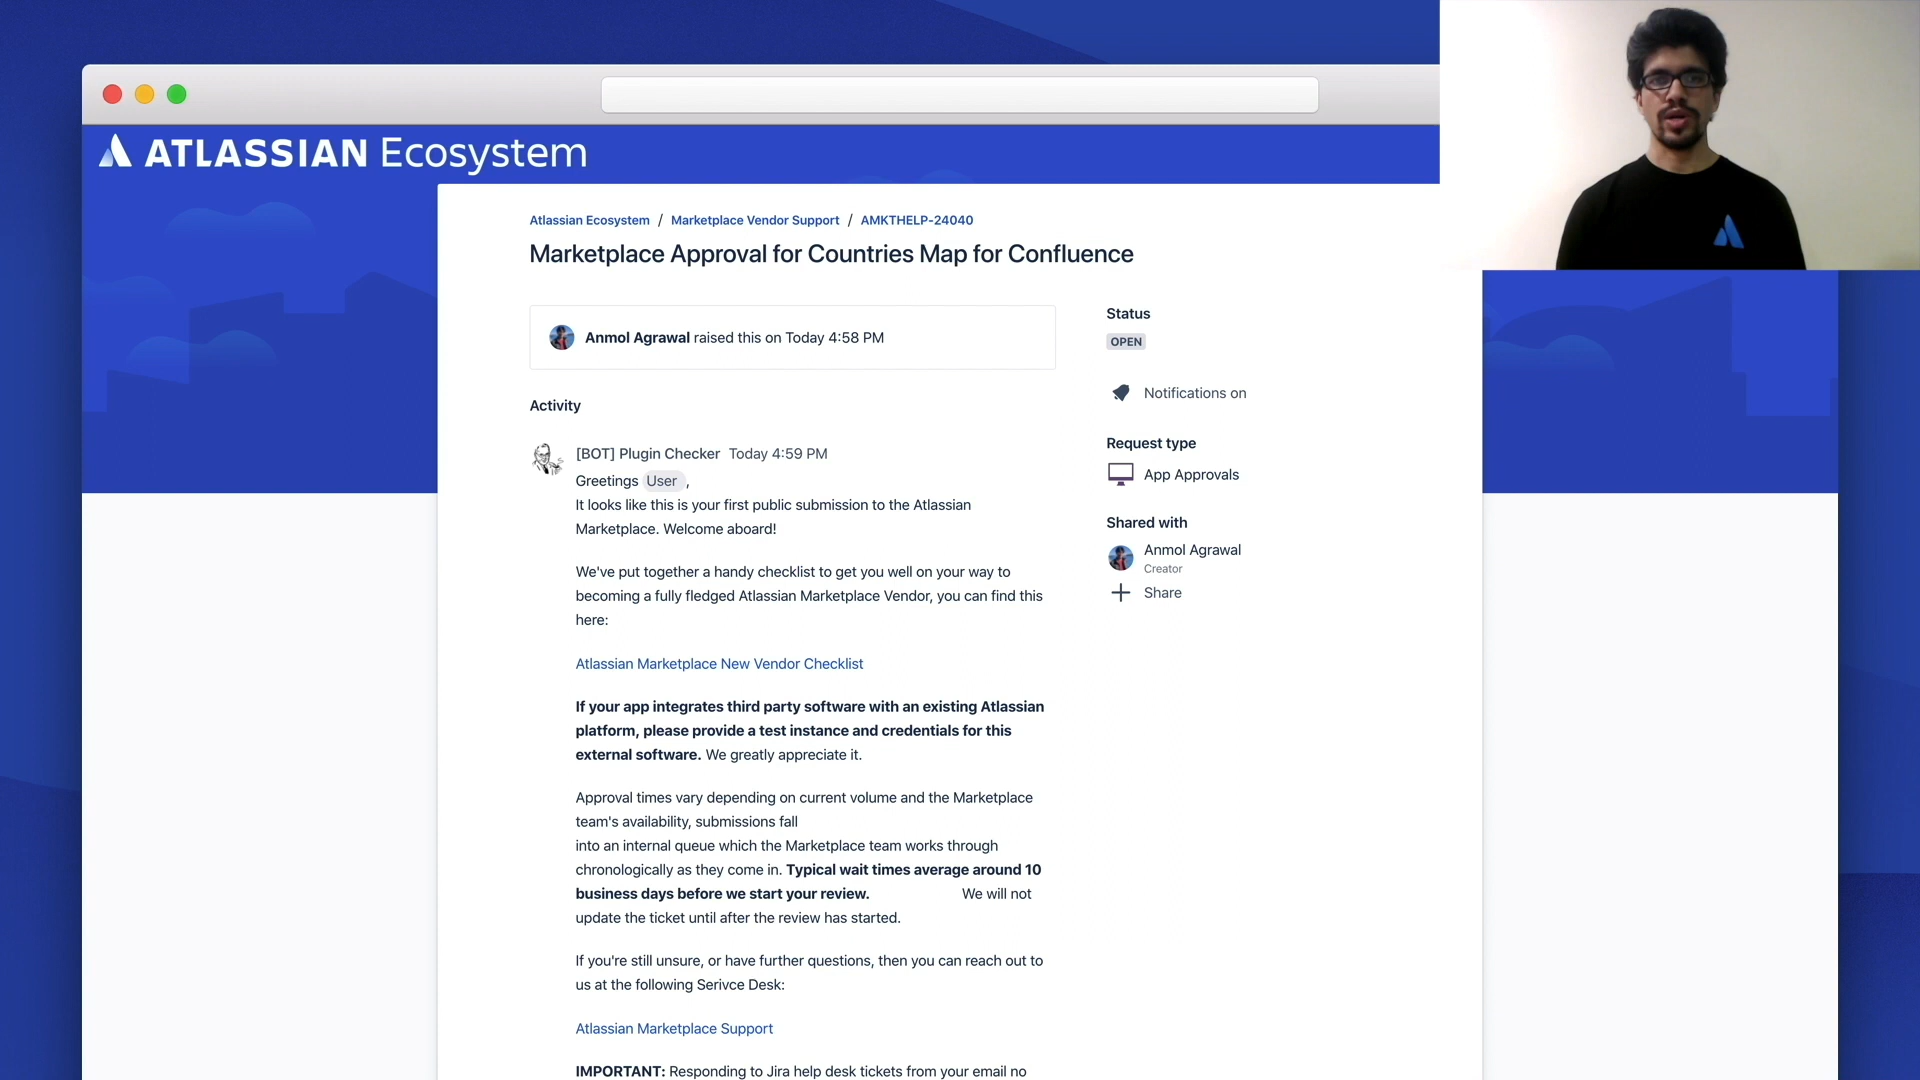 ATLASSIAN Ecosystem
Atlassian Ecosystem / Marketplace Vendor Support / AMKTHELP-24040
Marketplace Approval for Countries Map for Confluence
Anmol Agrawal raised this on Today 4:58 PM
Activity
[BOT] Plugin Checker Today 4:59 PM
Greetings User ,
It looks like this is your first public submission to the Atlassian
Marketplace. Welcome aboard!
We've put together a handy checklist to get you well on your way to
becoming a fully fledged Atlassian Marketplace Vendor, you can find this
here:
Atlassian Marketplace New Vendor Checklist
If your app integrates third party software with an existing Atlassian
platform, please provide a test instance and credentials for this
external software. We greatly appreciate it.
Approval times vary depending on current volume and the Marketplace
team's availability, submissions fall
into an internal queue which the Marketplace team works through
chronologically as they come in. Typical wait times average around 10
business days before we start your review. We will not
update the ticket until after the review has started.
If you're still unsure, or have further questions, then you can reach out to
us at the following Serivce Desk:
Atlassian Marketplace Support
IMPORTANT: Responding to Jira help desk tickets from your email no
Status
OPEN
Notifications on
Request type
App Approvals
Shared with
Anmol Agrawal
Creator
Share